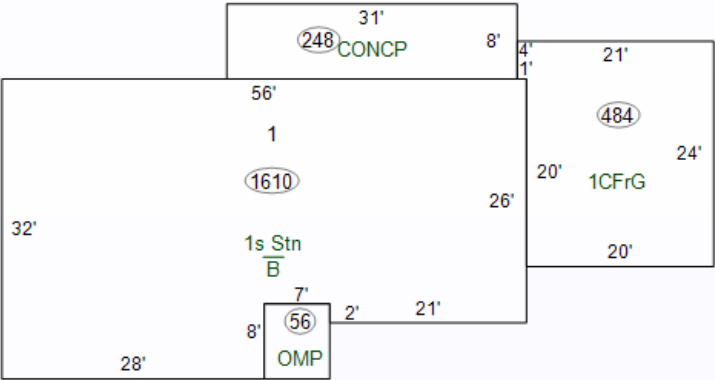 31'
248 CONCP 8' 4' 21'
1'
56'
1 484
24'
1610 20' 1CFrG
26'
32'
1s Stn
B 20'
7'
8' 56 2' 21'
28' OMP